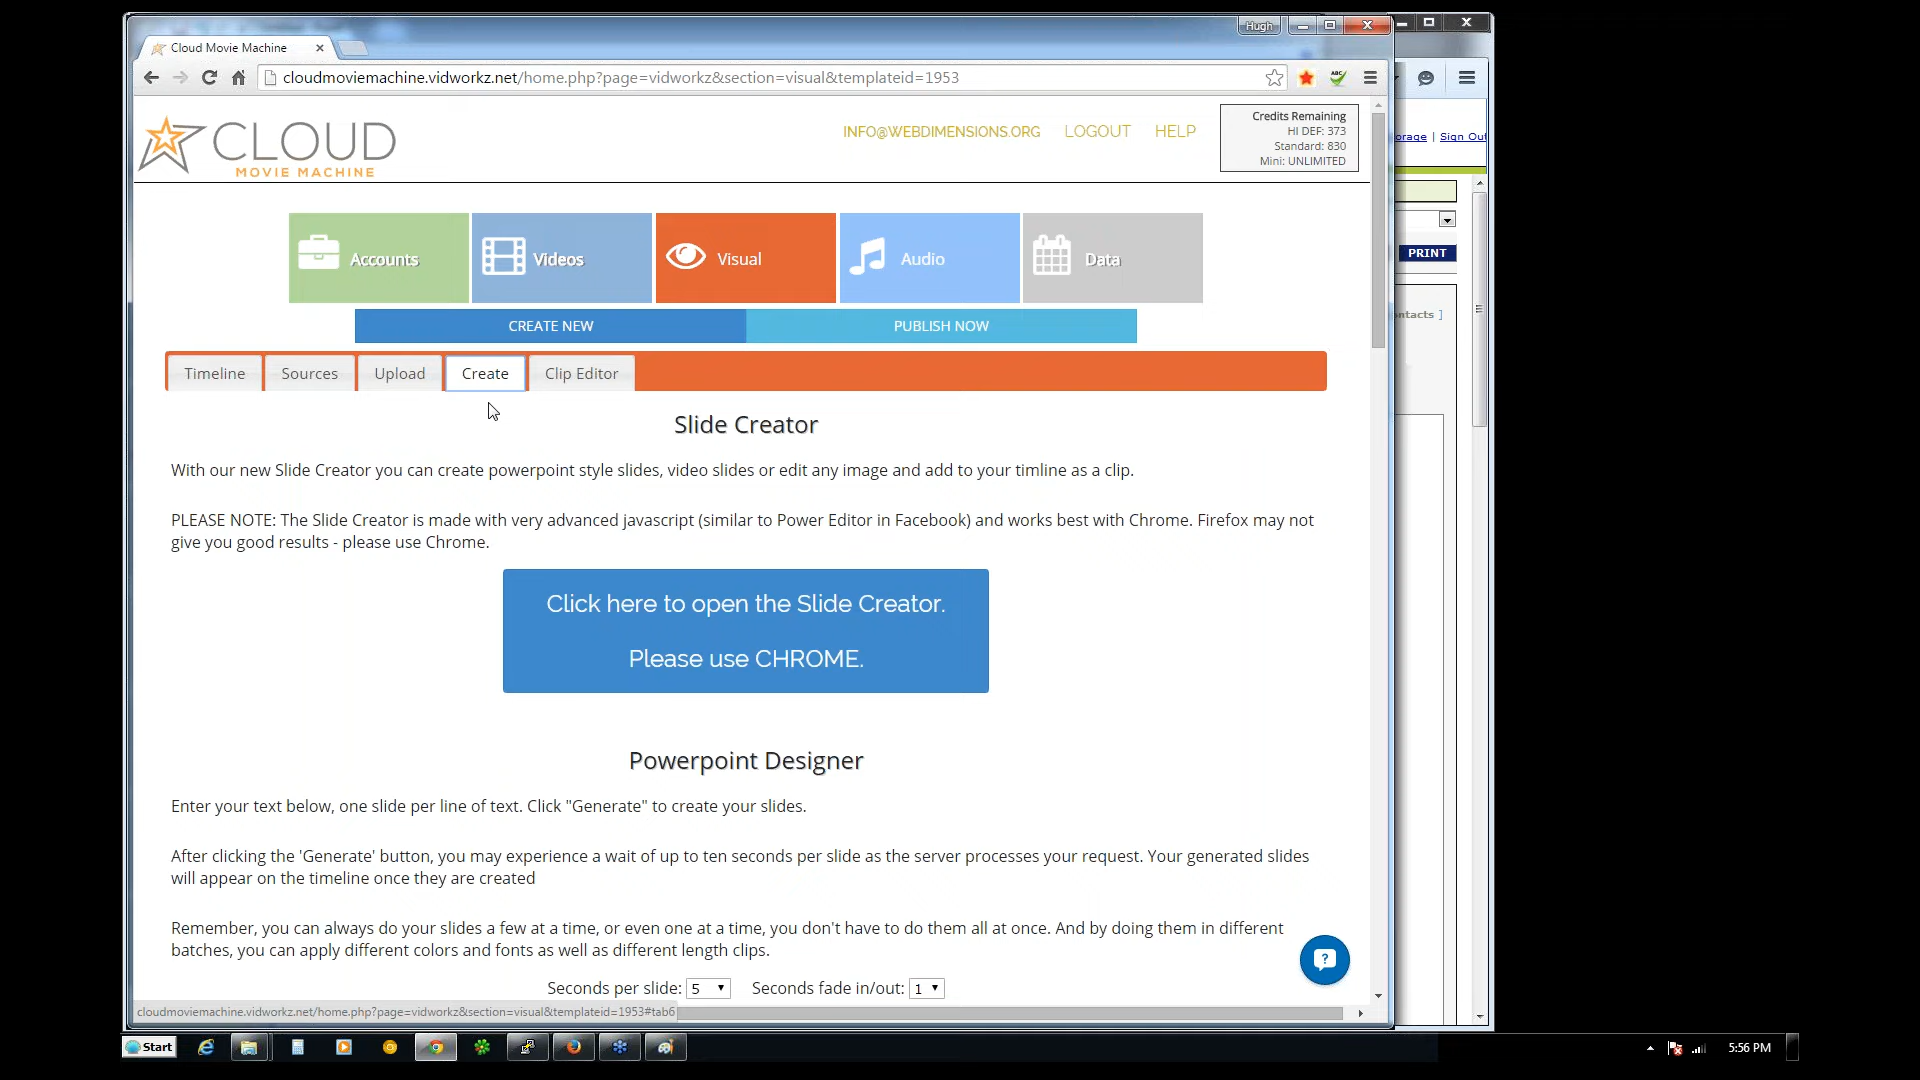 Hugh
Cloud Movie Machine
cloudmoviemachine.vidworkz.net/home.php?page=vidworkz&section=visual&templateid=1953
ABC
CLOUD
MOVIE MACHINE
INFO@WEBDIMENSIONS.ORG LOGOUT HELP
Credits Remaining
HI DEF: 373
Standard: 830
Mini: UNLIMITED
orage | Sign Out
Accounts Videos Visual Audio Data
PRINT
CREATE NEW PUBLISH NOW
ontacts ]
Timeline Sources Upload Create Clip Editor
Slide Creator
With our new Slide Creator you can create powerpoint style slides, video slides or edit any image and add to your timline as a clip.
PLEASE NOTE: The Slide Creator is made with very advanced javascript (similar to Power Editor in Facebook) and works best with Chrome. Firefox may not
give you good results - please use Chrome.
Click here to open the Slide Creator.
Please use CHROME.
Powerpoint Designer
Enter your text below, one slide per line of text. Click "Generate" to create your slides.
After clicking the 'Generate' button, you may experience a wait of up to ten seconds per slide as the server processes your request. Your generated slides
will appear on the timeline once they are created
Remember, you can always do your slides a few at a time, or even one at a time, you don't have to do them all at once. And by doing them in different
batches, you can apply different colors and fonts as well as different length clips.
Seconds per slide: 5 Seconds fade in/out: 1
cloudmoviemachine.vidworkz.net/home.php?page=vidworkz&section=visual&templateid=1953#tab6
Start
5:56 PM